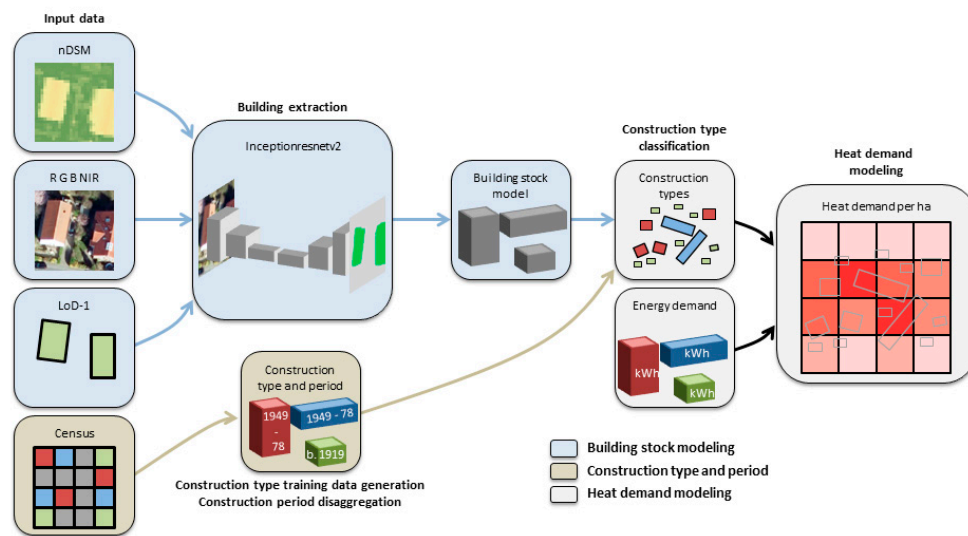 Input data
nDSM
R G B NIR
LoD-1
Census
Building extraction
Inceptionresnetv2
Construction
type and period
1949
-
78
1949 - 78
b. 1919
Construction type training data generation
Construction period disaggregation
Building stock
model
Construction type
classification
Construction
types
Energy demand
kWh
kWh
kWh
Heat demand
modeling
Heat demand per ha
Building stock modeling
Construction type and period
Heat demand modeling